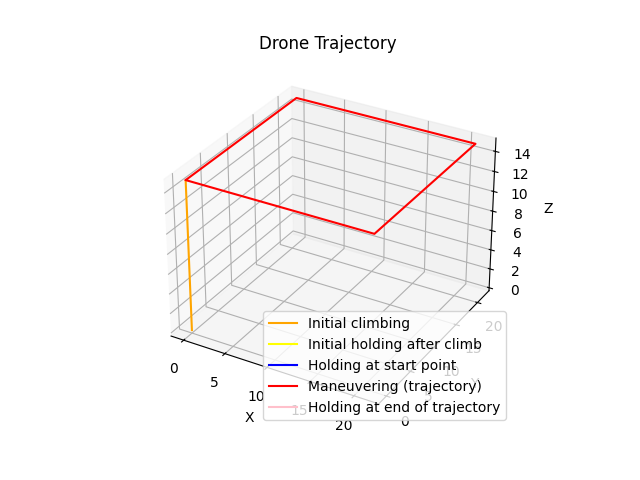 Drone Trajectory
14
12
10
8
6
4
2
0
Z
Initial climbing
Initial holding after climb
Holding at start point
Maneuvering (trajectory)
Holding at end of trajectory
20
15
10
5
0
0
5
10
15
20
X